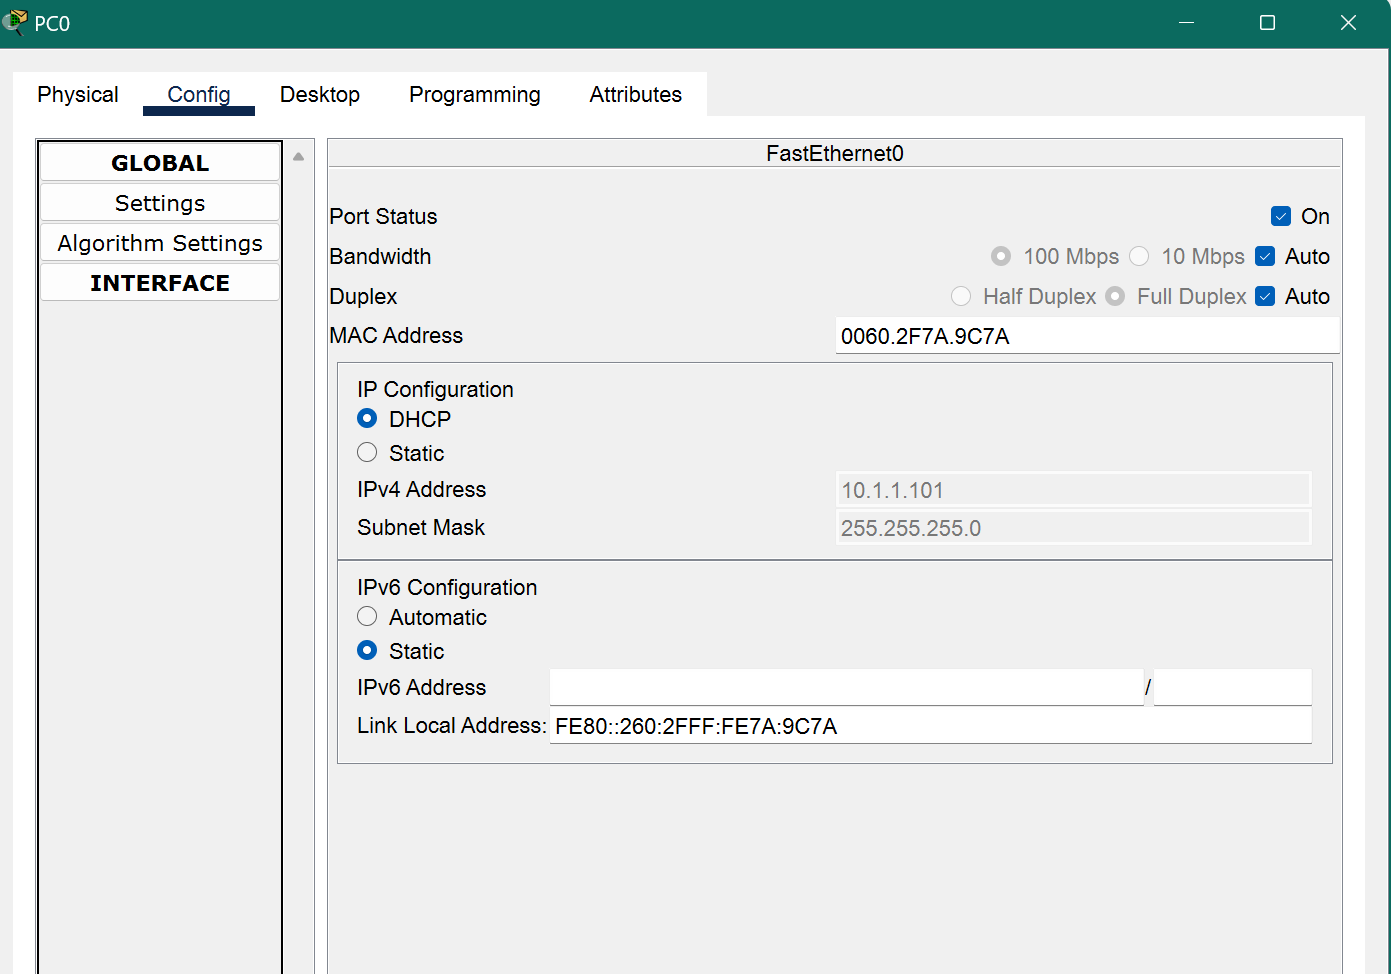 PC0
Physical Config Desktop Programming Attributes
GLOBAL
Settings
Algorithm Settings
INTERFACE
FastEthernet0
Port Status On
Bandwidth 100 Mbps 10 Mbps Auto
Duplex Half Duplex Full Duplex Auto
MAC Address 0060.2F7A.9C7A
IP Configuration
DHCP
Static
IPv4 Address 10.1.1.101
Subnet Mask 255.255.255.0
IPv6 Configuration
Automatic
Static
IPv6 Address /
Link Local Address: FE80::260:2FFF:FE7A:9C7A